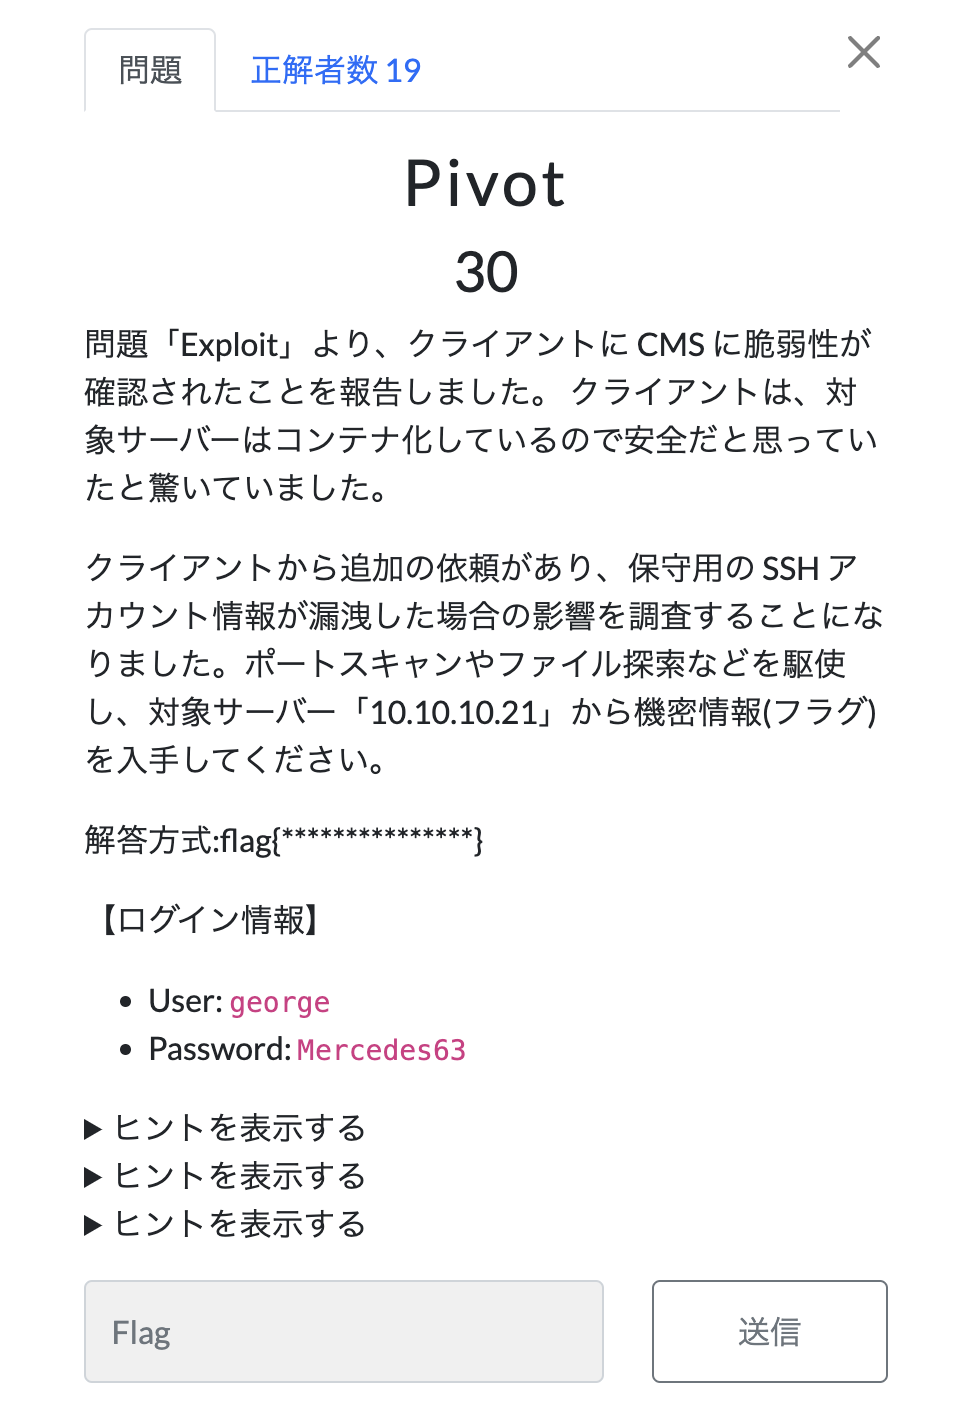 問題
正解者数 19
Pivot
30
問題「Exploit」より、クライアントに CMS に脆弱性が
確認されたことを報告しました。 クライアントは、対
象サーバーはコンテナ化しているので安全だと思ってい
たと驚いていました。
クライアントから追加の依頼があり、保守用の SSH ア
カウント情報が漏洩した場合の影響を調査することにな
りました。ポートスキャンやファイル探索などを駆使
し、対象サーバー「10.10.10.21」から機密情報(フラグ)
を入手してください。
解答方式:flag{***************}
【ログイン情報】
• User: george
• Password: Mercedes63
▶ ヒントを表示する
▶ ヒントを表示する
▶ ヒントを表示する
Flag
送信